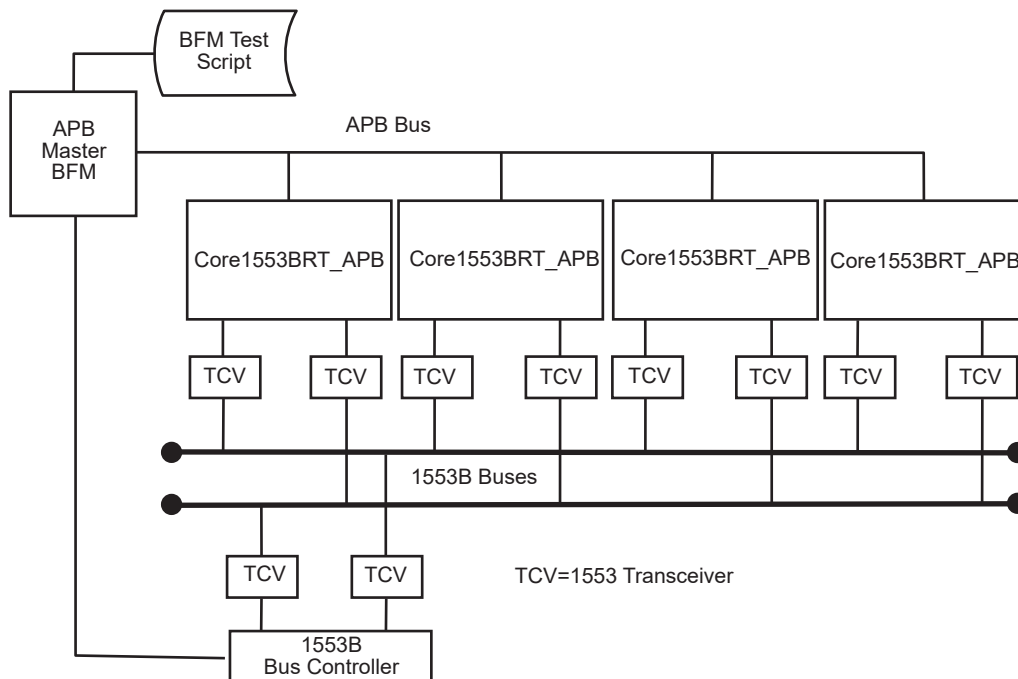 BFM Test
Script
APB
Master
BFM
APB Bus
Core1553BRT_APB
Core1553BRT_APB
Core1553BRT_APB
Core1553BRT_APB
TCV
TCV
TCV
TCV
TCV
TCV
TCV
TCV
1553B Buses
TCV
TCV
TCV=1553 Transceiver
1553B
Bus Controller